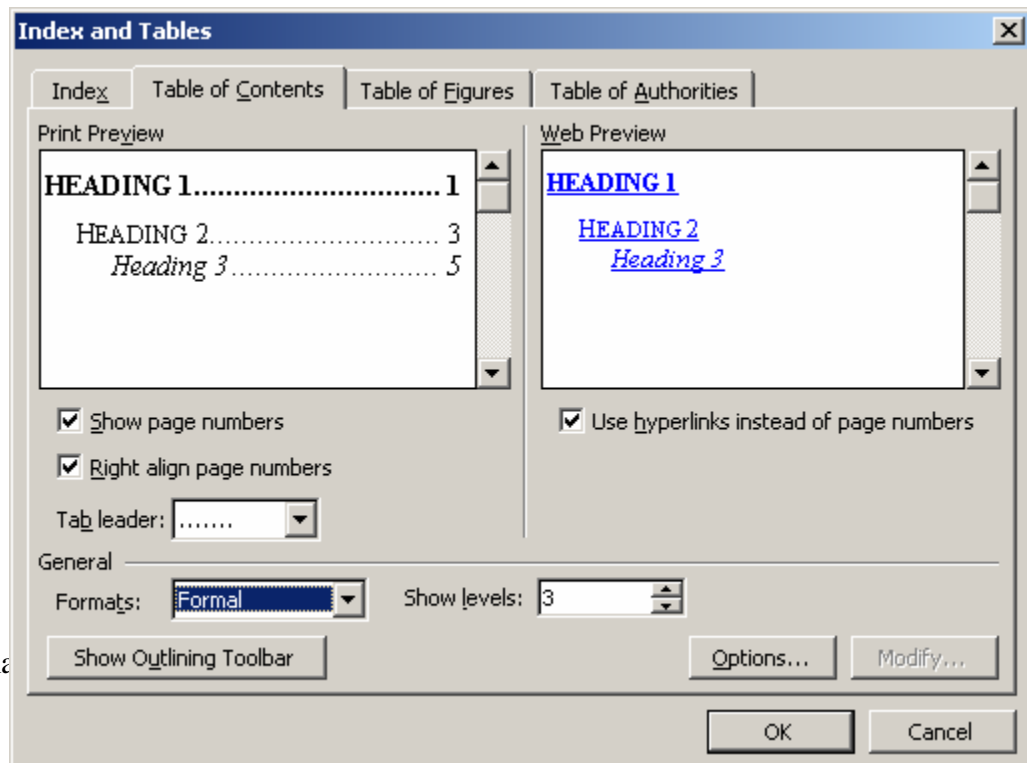 Index and Tables
Index Table of Contents Table of Figures Table of Authorities
Print Preview
HEADING 1.............................. 1
HEADING 2......................... 3
Heading 3......................... 5
Web Preview
HEADING 1
HEADING 2
Heading 3
Show page numbers
Right align page numbers
Tab leader: .......
Use hyperlinks instead of page numbers
General
Formats: Formal Show levels: 3
Show Outlining Toolbar Options... Modify...
OK Cancel